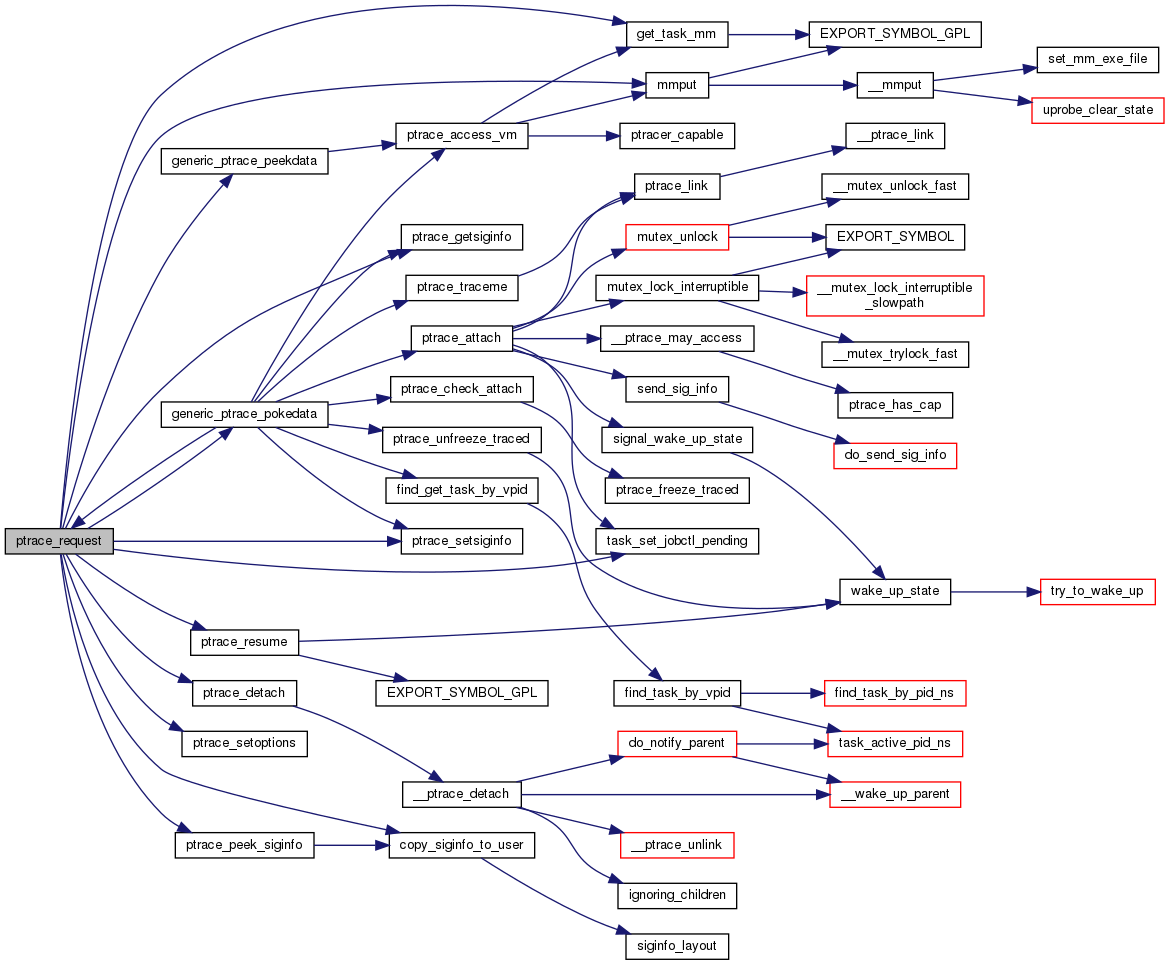 get_task_mm
EXPORT_SYMBOL_GPL
set_mm_exe_file
mmput
__mmput
uprobe_clear_state
ptrace_access_vm
ptracer_capable
__ptrace_link
generic_ptrace_peekdata
ptrace_link
__mutex_unlock_fast
ptrace_getsiginfo
mutex_unlock
EXPORT_SYMBOL
ptrace_traceme
mutex_lock_interruptible
__mutex_lock_interruptible
_slowpath
ptrace_attach
__ptrace_may_access
__mutex_trylock_fast
ptrace_check_attach
send_sig_info
ptrace_has_cap
generic_ptrace_pokedata
ptrace_unfreeze_traced
signal_wake_up_state
do_send_sig_info
find_get_task_by_vpid
ptrace_freeze_traced
ptrace_request
ptrace_setsiginfo
task_set_jobctl_pending
wake_up_state
try_to_wake_up
ptrace_resume
ptrace_detach
EXPORT_SYMBOL_GPL
find_task_by_vpid
find_task_by_pid_ns
ptrace_setoptions
do_notify_parent
task_active_pid_ns
__ptrace_detach
__wake_up_parent
ptrace_peek_siginfo
copy_siginfo_to_user
__ptrace_unlink
ignoring_children
siginfo_layout